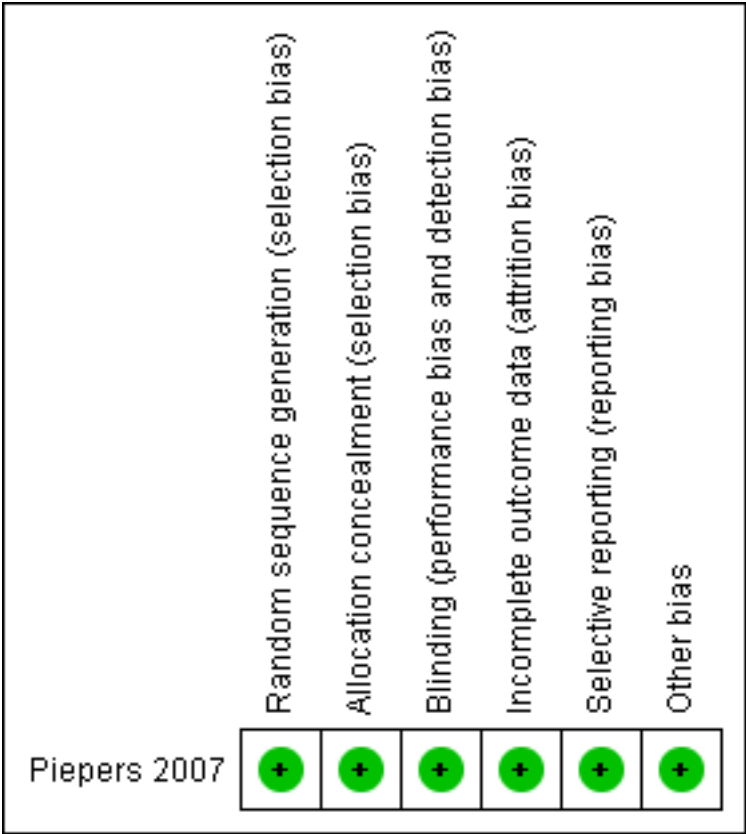 Random sequence generation (selection bias)
Allocation concealment (selection bias)
Blinding (performance bias and detection bias)
Incomplete outcome data (attrition bias)
Selective reporting (reporting bias)
Other bias
Piepers 2007 + + + + + +